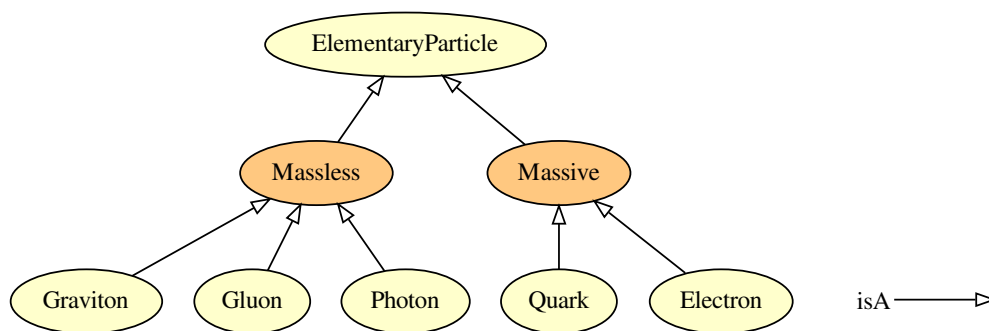 ElementaryParticle
Massless
Massive
Graviton
Gluon
Photon
Quark
Electron
isA